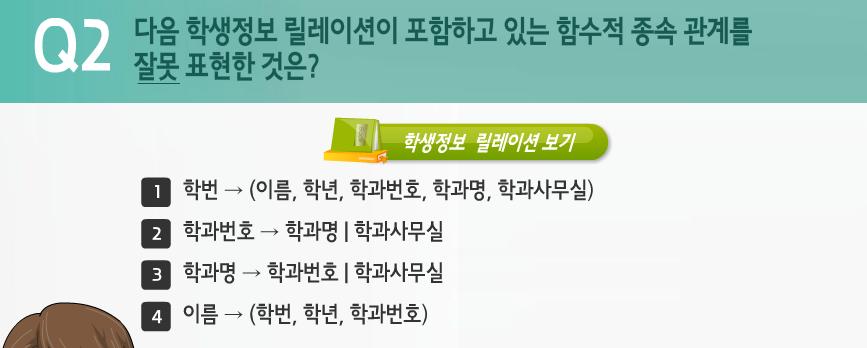 Q2 다음 학생정보 릴레이션이 포함하고 있는 함수적 종속 관계를
잘못 표현한 것은?
학생정보 릴레이션 보기
1 학번 → (이름, 학년, 학과번호, 학과명, 학과사무실)
2 학과번호 → 학과명 | 학과사무실
3 학과명 → 학과번호 | 학과사무실
4 이름 → (학번, 학년, 학과번호)